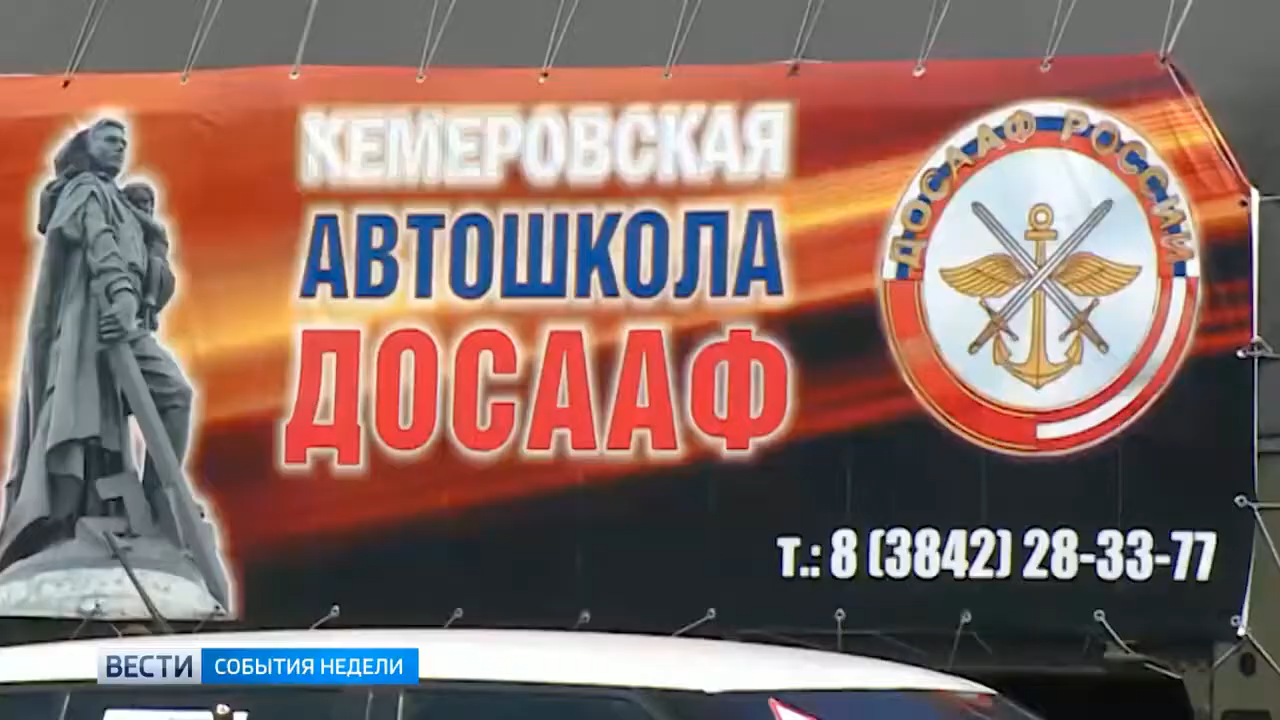 КЕМЕРОВСКАЯ
АВТОШКОЛА
ДОСААФ
ДОСААФ РОССИИ
т.: 8 (3842) 28-33-77
ВЕСТИ СОБЫТИЯ НЕДЕЛИ